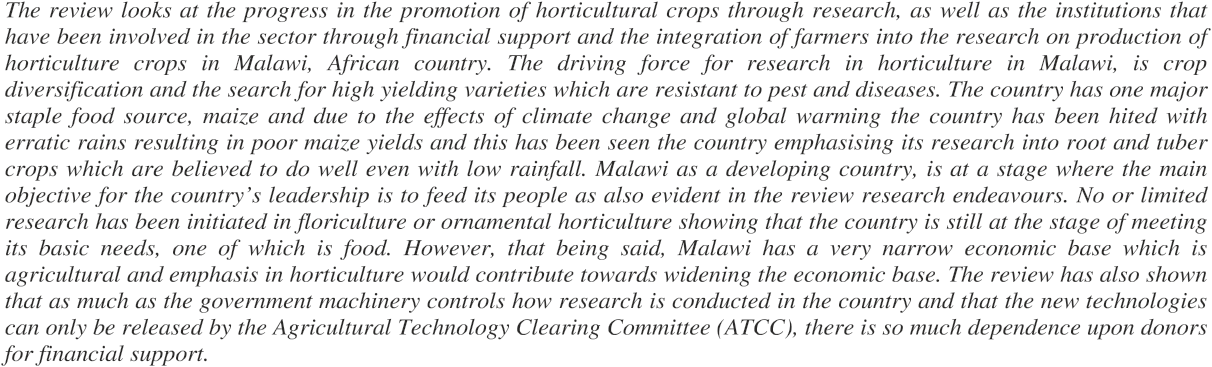 The review looks at the progress in the promotion of horticultural crops through research, as well as the institutions that
have been involved in the sector through financial support and the integration of farmers into the research on production of
horticulture crops in Malawi, African country. The driving force for research in horticulture in Malawi, is crop
diversification and the search for high yielding varieties which are resistant to pest and diseases. The country has one major
staple food source, maize and due to the effects of climate change and global warming the country has been hited with
erratic rains resulting in poor maize yields and this has been seen the country emphasising its research into root and tuber
crops which are believed to do well even with low rainfall. Malawi as a developing country, is at a stage where the main
objective for the country’s leadership is to feed its people as also evident in the review research endeavours. No or limited
research has been initiated in floriculture or ornamental horticulture showing that the country is still at the stage of meeting
its basic needs, one of which is food. However, that being said, Malawi has a very narrow economic base which is
agricultural and emphasis in horticulture would contribute towards widening the economic base. The review has also shown
that as much as the government machinery controls how research is conducted in the country and that the new technologies
can only be released by the Agricultural Technology Clearing Committee (ATCC), there is so much dependence upon donors
for financial support.